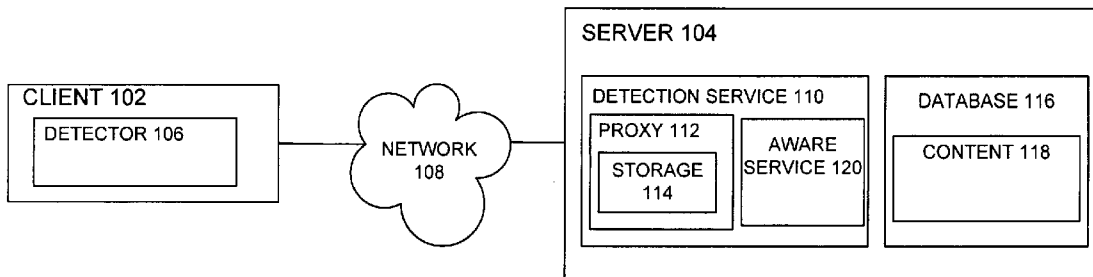 CLIENT 102
DETECTOR 106
NETWORK
108
SERVER 104
DETECTION SERVICE 110
PROXY 112
STORAGE
114
AWARE
SERVICE 120
DATABASE 116
CONTENT 118